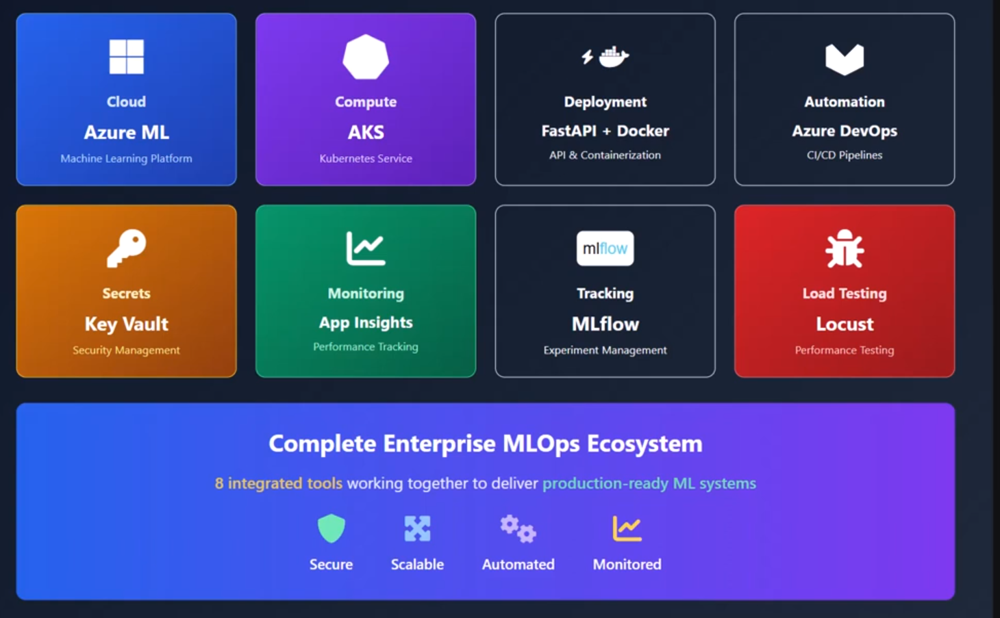 Cloud
Azure ML
Machine Learning Platform
Compute
AKS
Kubernetes Service
Deployment
FastAPI + Docker
API & Containerization
Automation
Azure DevOps
CI/CD Pipelines
Secrets
Key Vault
Security Management
Monitoring
App Insights
Performance Tracking
mlflow
Tracking
MLflow
Experiment Management
Load Testing
Locust
Performance Testing
Complete Enterprise MLOps Ecosystem
8 integrated tools working together to deliver production-ready ML systems
Secure
Scalable
Automated
Monitored